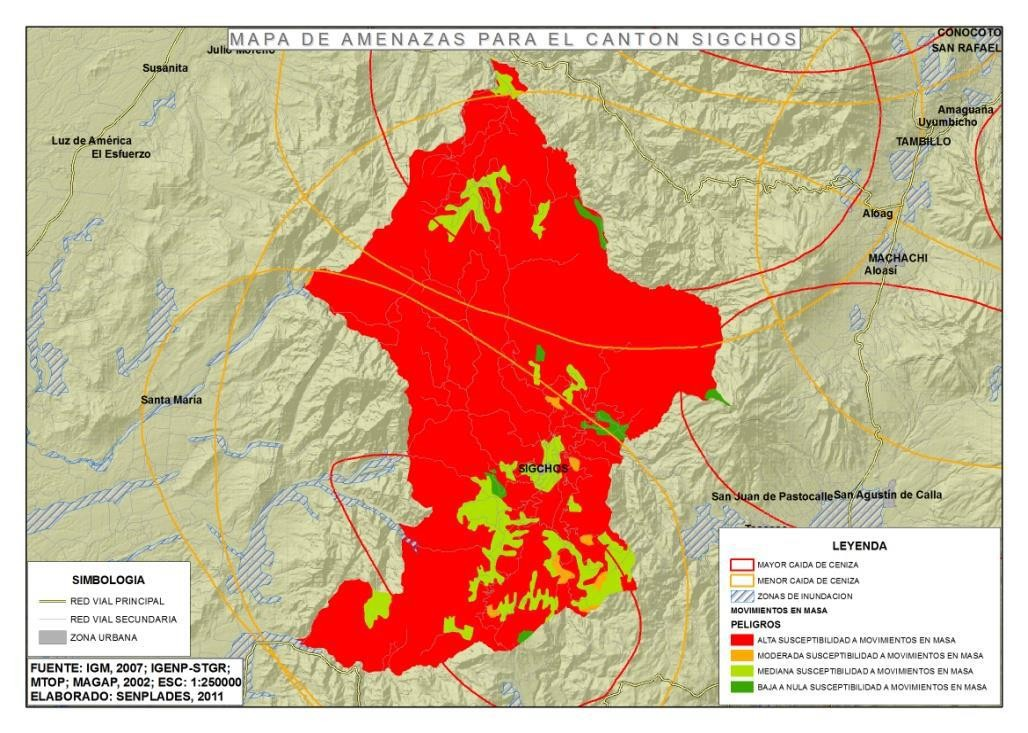 MAPA DE AMENAZAS PARA EL CANTON SIGCHOS
CONOCOTO
SAN RAFAEL
Julio Moreno
Susanita
Amaguaña
Uyumbicho
Luz de América
El Esfuerzo
TAMBILLO
Aloag
MACHACHI
Aloasí
Santa María
SIGCHOS
San Juan de Pastocalle
San Agustin de Calla
LEYENDA
MAYOR CAIDA DE CENIZA
MENOR CAIDA DE CENIZA
ZONAS DE INUNDACION
MOVIMIENTOS EN MASA
PELIGROS
ALTA SUSCEPTIBILIDAD A MOVIMIENTOS EN MASA
MODERADA SUSCEPTIBILIDAD A MOVIMIENTOS EN MASA
MEDIANA SUSCEPTIBILIDAD A MOVIMIENTOS EN MASA
BAJA A NULA SUSCEPTIBILIDAD A MOVIMIENTOS EN MASA
SIMBOLOGIA
RED VIAL PRINCIPAL
RED VIAL SECUNDARIA
ZONA URBANA
FUENTE: IGM, 2007; IGENP-STGR;
MTOP; MAGAP, 2002; ESC: 1:250000
ELABORADO: SENPLADES, 2011